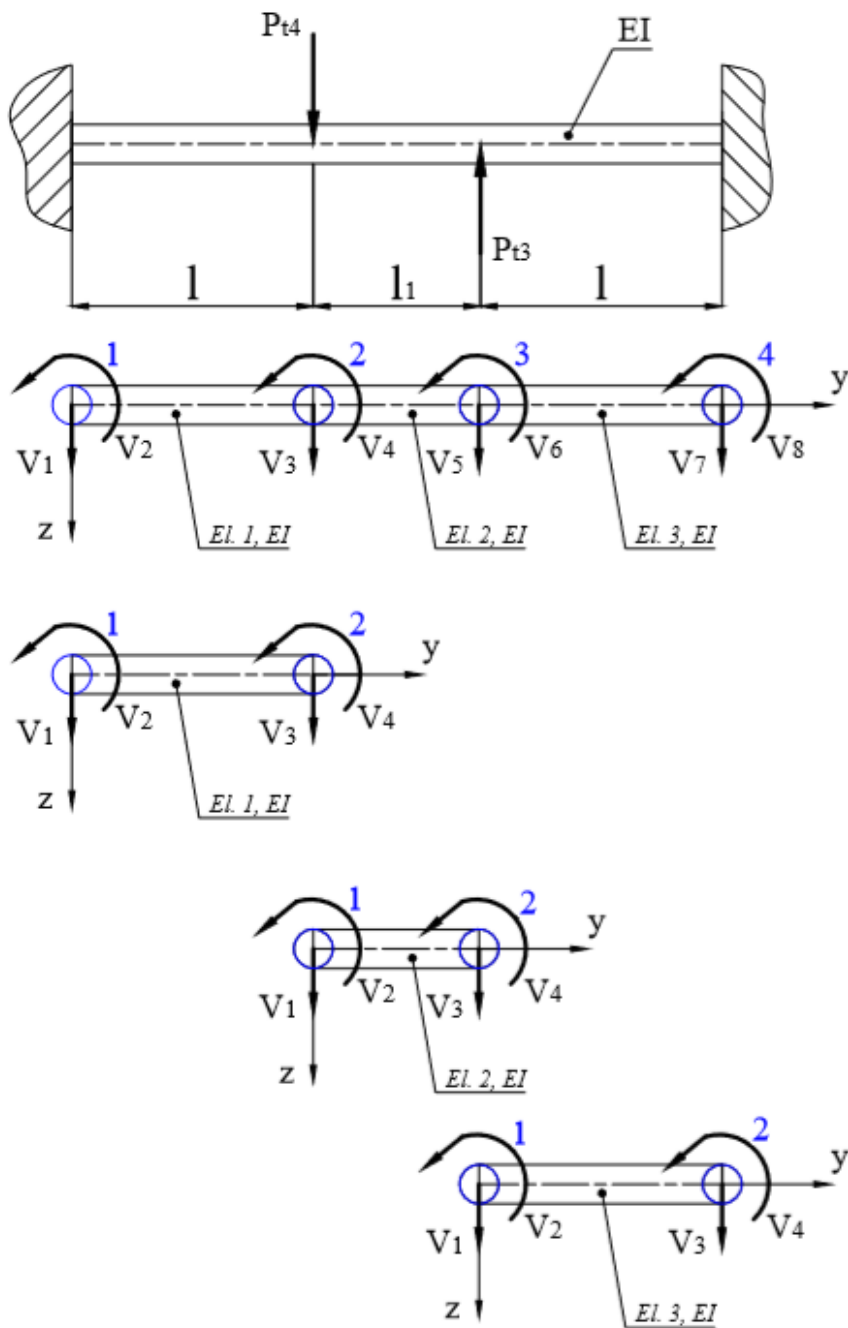 Pt4 EI
Pt3
l l1 l
1 2 3 4
y
V1 V2 V3 V4 V5 V6 V7 V8
z El. 1, EI El. 2, EI El. 3, EI
1 2
y
V1 V2 V3 V4
z El. 1, EI
1 2
y
V1 V2 V3 V4
z El. 2, EI
1 2
y
V1 V2 V3 V4
z El. 3, EI